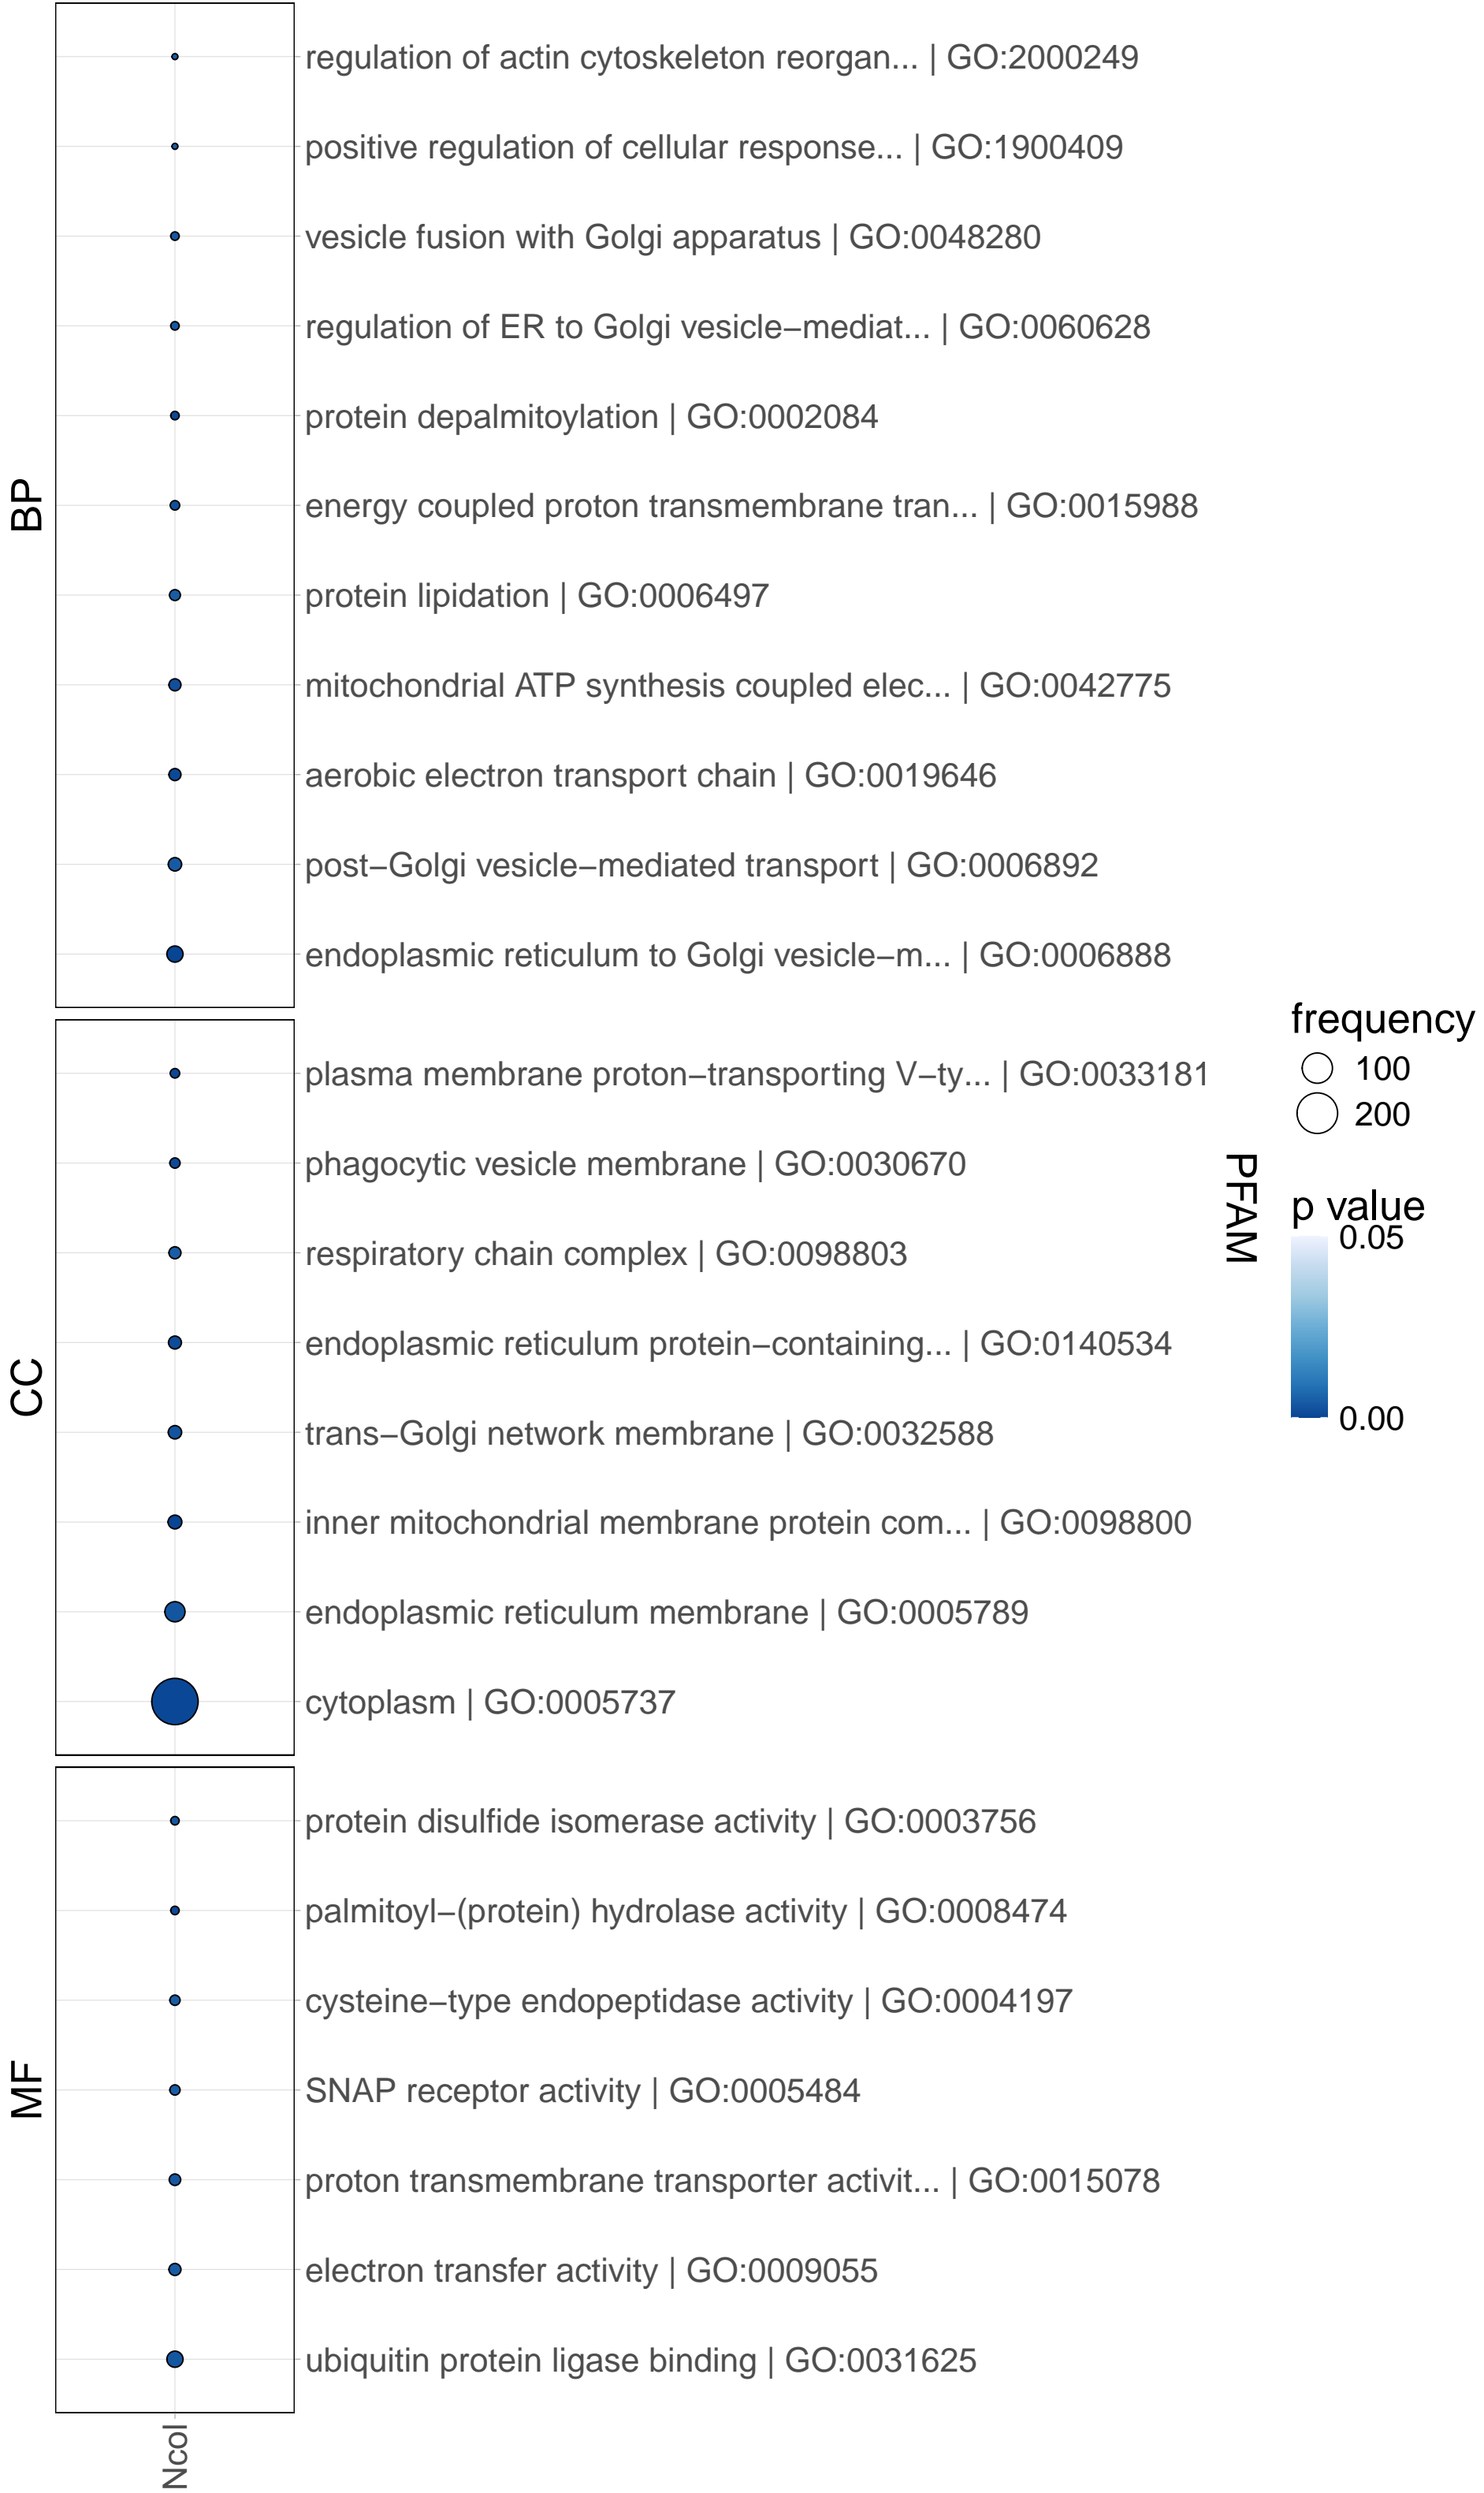 BP
regulation of actin cytoskeleton reorgan... | GO:2000249
positive regulation of cellular response... | GO:1900409
vesicle fusion with Golgi apparatus | GO:0048280
regulation of ER to Golgi vesicle−mediat... | GO:0060628
protein depalmitoylation | GO:0002084
energy coupled proton transmembrane tran... | GO:0015988
protein lipidation | GO:0006497
mitochondrial ATP synthesis coupled elec... | GO:0042775
aerobic electron transport chain | GO:0019646
post−Golgi vesicle−mediated transport | GO:0006892
endoplasmic reticulum to Golgi vesicle−m... | GO:0006888
CC
plasma membrane proton−transporting V−ty... | GO:0033181
phagocytic vesicle membrane | GO:0030670
respiratory chain complex | GO:0098803
endoplasmic reticulum protein−containing... | GO:0140534
trans−Golgi network membrane | GO:0032588
inner mitochondrial membrane protein com... | GO:0098800
endoplasmic reticulum membrane | GO:0005789
cytoplasm | GO:0005737
MF
protein disulfide isomerase activity | GO:0003756
palmitoyl−(protein) hydrolase activity | GO:0008474
cysteine−type endopeptidase activity | GO:0004197
SNAP receptor activity | GO:0005484
proton transmembrane transporter activit... | GO:0015078
electron transfer activity | GO:0009055
ubiquitin protein ligase binding | GO:0031625
Ncol
PFAM
frequency
100
200
p value
0.05
0.00